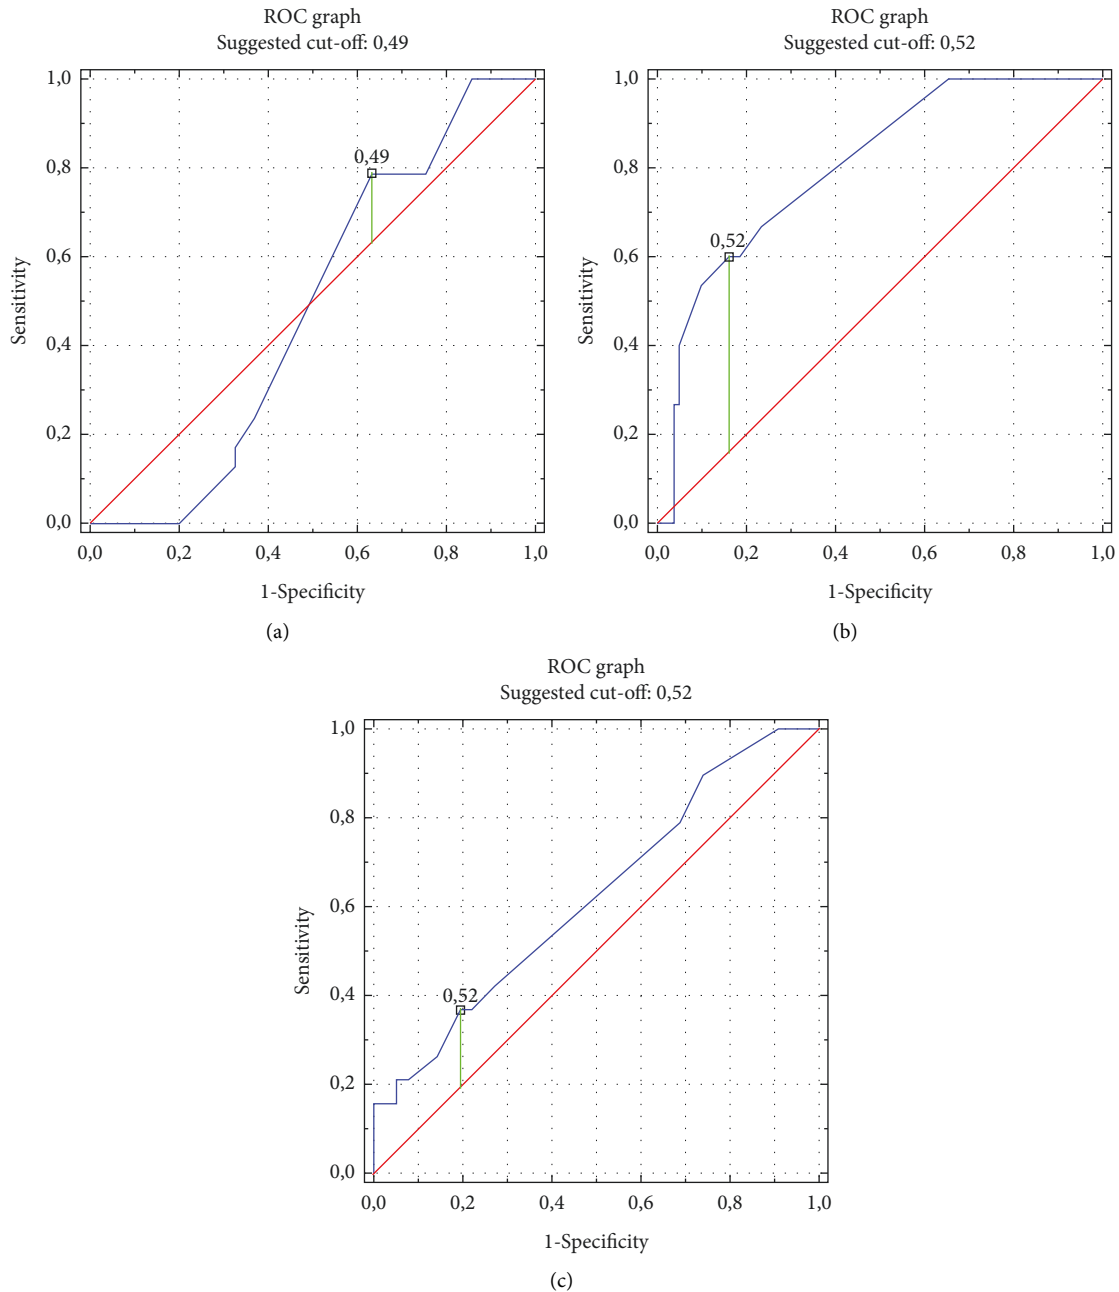 ROC graph
Suggested cut-off: 0,49
1,0
0,8
0,6
0,4
0,2
0,0
Sensitivity
0,49
0,0 0,2 0,4 0,6 0,8 1,0
1-Specificity
(a)
ROC graph
Suggested cut-off: 0,52
1,0
0,8
0,6
0,4
0,2
0,0
Sensitivity
0,52
0,0 0,2 0,4 0,6 0,8 1,0
1-Specificity
(b)
ROC graph
Suggested cut-off: 0,52
1,0
0,8
0,6
0,4
0,2
0,0
Sensitivity
0,52
0,0 0,2 0,4 0,6 0,8 1,0
1-Specificity
(c)